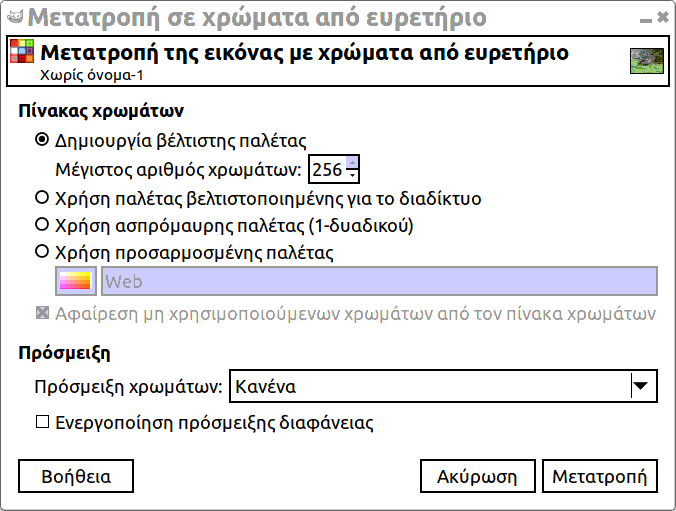 Μετατροπή σε χρώματα από ευρετήριο
Μετατροπή της εικόνας με χρώματα από ευρετήριο
Χωρίς όνομα-1
Πίνακας χρωμάτων
Δημιουργία βέλτιστης παλέτας
Μέγιστος αριθμός χρωμάτων: 256
Χρήση παλέτας βελτιστοποιημένης για το διαδίκτυο
Χρήση ασπρόμαυρης παλέτας (1-δυαδικού)
Χρήση προσαρμοσμένης παλέτας
Web
Αφαίρεση μη χρησιμοποιούμενων χρωμάτων από τον πίνακα χρωμάτων
Πρόσμειξη
Πρόσμειξη χρωμάτων: Κανένα
Ενεργοποίηση πρόσμειξης διαφάνειας
Βοήθεια Ακύρωση Μετατροπή